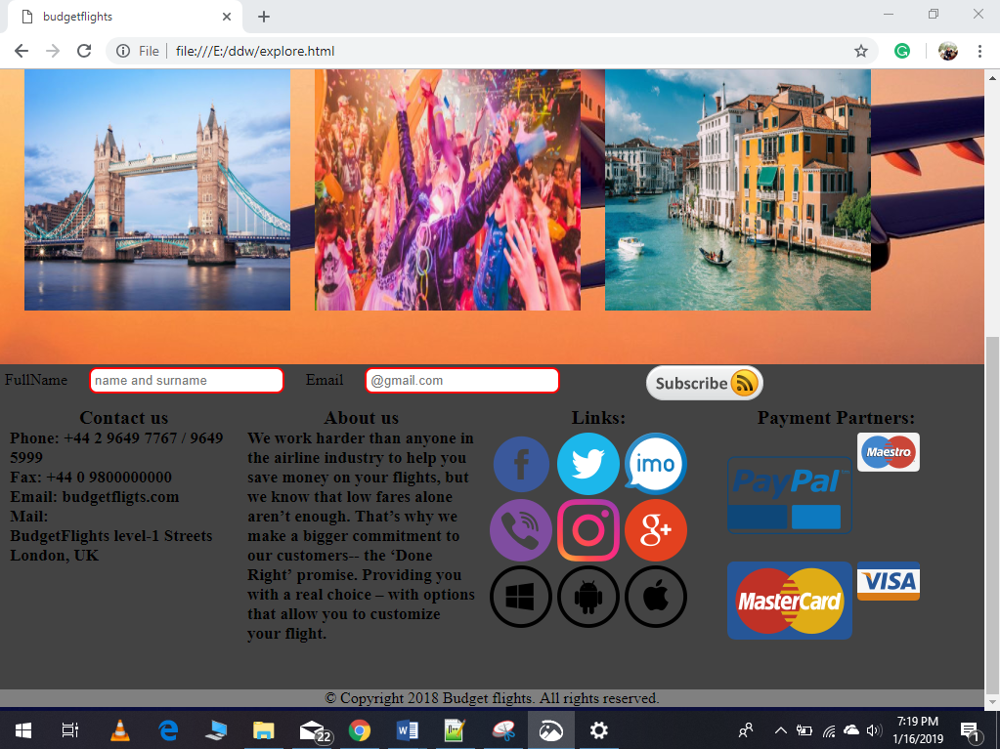 budgetflights
File file:///E:/ddw/explore.html
FullName name and surname Email @gmail.com Subscribe
Contact us
Phone: +44 2 9649 7767 / 9649
5999
Fax: +44 0 9800000000
Email: budgetfligts.com
Mail:
BudgetFlights level-1 Streets
London, UK
About us
We work harder than anyone in
the airline industry to help you
save money on your flights, but
we know that low fares alone
aren’t enough. That’s why we
make a bigger commitment to
our customers-- the ‘Done
Right’ promise. Providing you
with a real choice – with options
that allow you to customize
your flight.
Links:
f
imo
g+
Payment Partners:
PayPal™
Maestro
MasterCard
VISA
© Copyright 2018 Budget flights. All rights reserved.
22
7:19 PM
1/16/2019
1